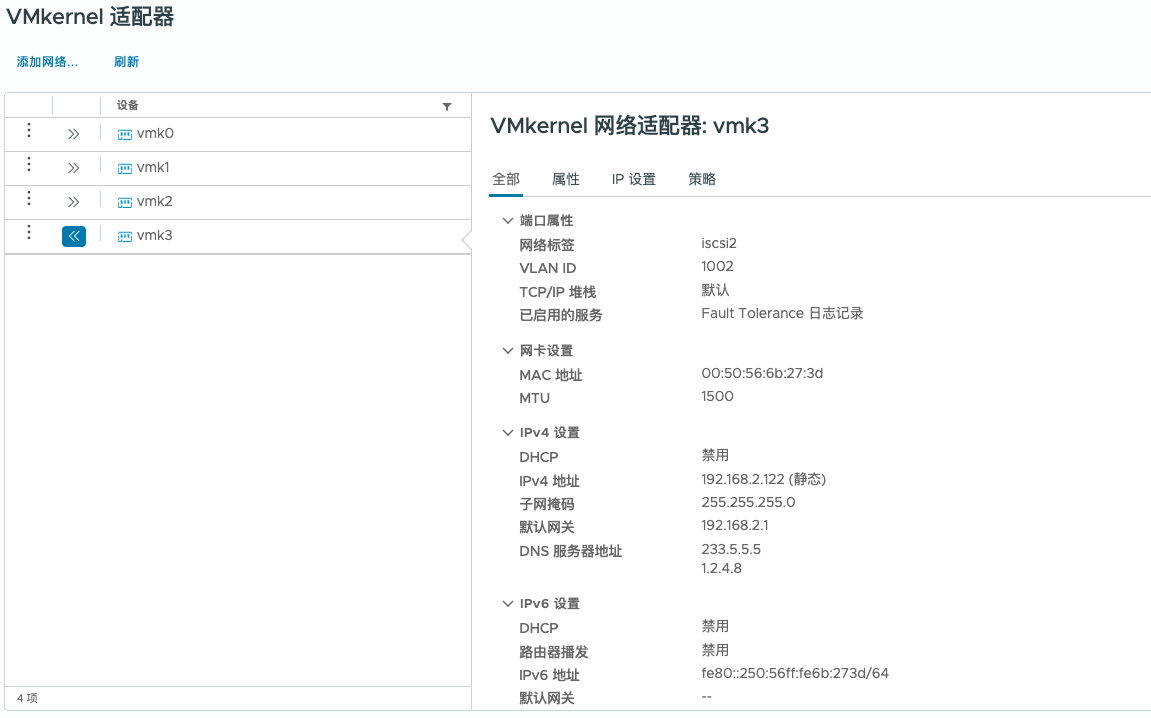 VMkernel 适配器
添加网络... 刷新
设备
vmk0
vmk1
vmk2
vmk3
4 项
VMkernel 网络适配器: vmk3
全部 属性 IP 设置 策略
端口属性
网络标签 iscsi2
VLAN ID 1002
TCP/IP 堆栈 默认
已启用的服务 Fault Tolerance 日志记录
网卡设置
MAC 地址 00:50:56:6b:27:3d
MTU 1500
IPv4 设置
DHCP 禁用
IPv4 地址 192.168.2.122 (静态)
子网掩码 255.255.255.0
默认网关 192.168.2.1
DNS 服务器地址 233.5.5.5
1.2.4.8
IPv6 设置
DHCP 禁用
路由器播发 禁用
IPv6 地址 fe80::250:56ff:fe6b:273d/64
默认网关 --